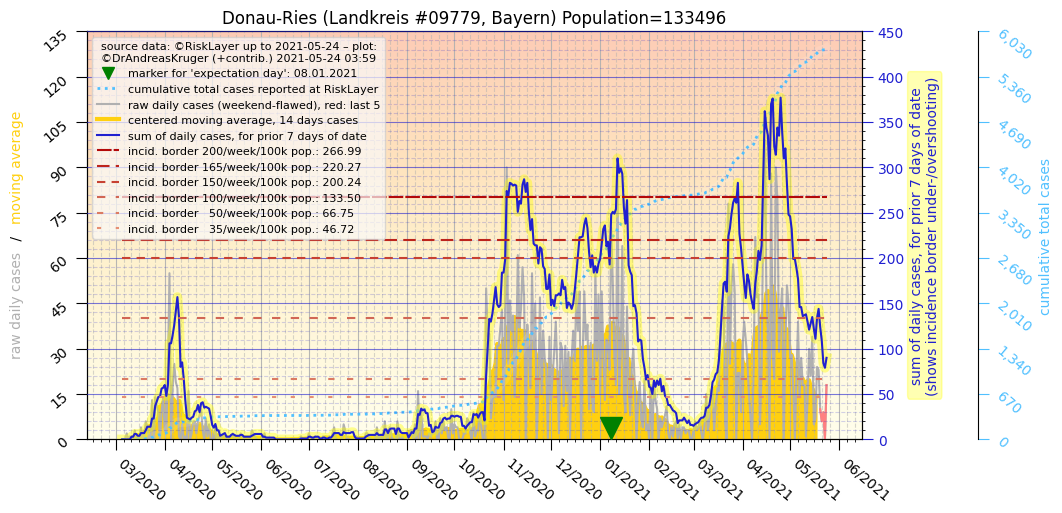 Donau-Ries (Landkreis #09779, Bayern) Population=133496
source data: ©RiskLayer up to 2021-05-24 – plot:
©DrAndreasKruger (+contrib.) 2021-05-24 03:59
marker for 'expectation day': 08.01.2021
cumulative total cases reported at RiskLayer
raw daily cases (weekend-flawed), red: last 5
centered moving average, 14 days cases
sum of daily cases, for prior 7 days of date
incid. border 200/week/100k pop.: 266.99
incid. border 165/week/100k pop.: 220.27
incid. border 150/week/100k pop.: 200.24
incid. border 100/week/100k pop.: 133.50
incid. border   50/week/100k pop.: 66.75
incid. border   35/week/100k pop.: 46.72
raw daily cases   /   moving average
135
120
105
90
75
60
45
30
15
0
03/2020
04/2020
05/2020
06/2020
07/2020
08/2020
09/2020
10/2020
11/2020
12/2020
01/2021
02/2021
03/2021
04/2021
05/2021
06/2021
450
400
350
300
250
200
150
100
50
0
sum of daily cases, for prior 7 days of date
(shows incidence border under-/overshooting)
6,030
5,360
4,690
4,020
3,350
2,680
2,010
1,340
670
0
cumulative total cases